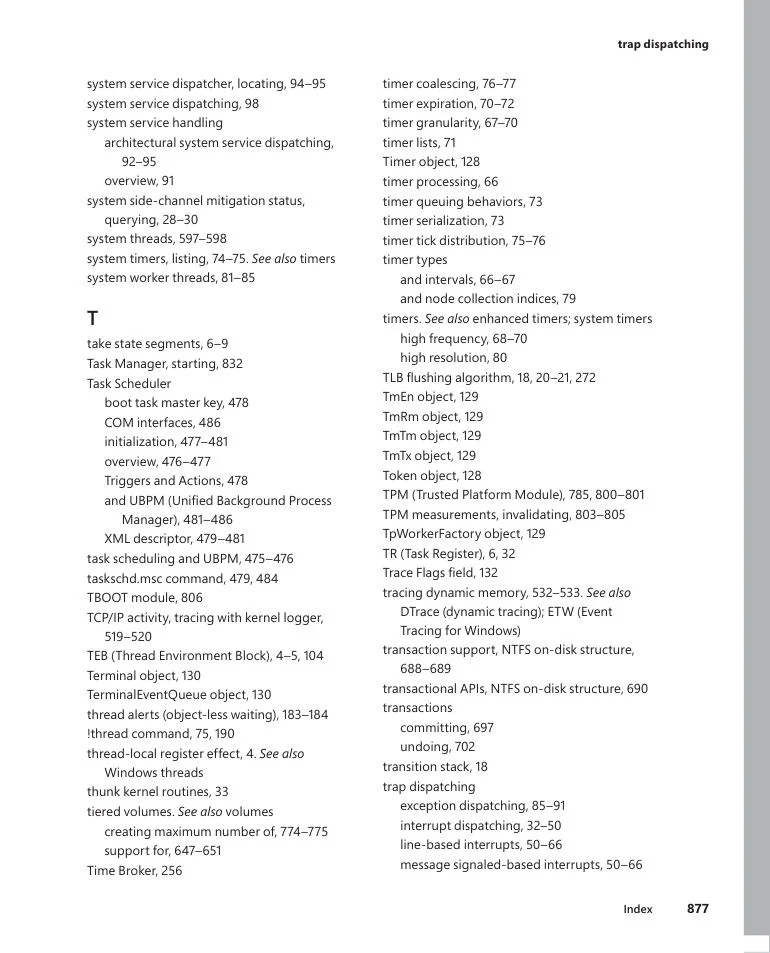 trap dispatching
system service dispatcher, locating, 94–95
system service dispatching, 98
system service handling
architectural system service dispatching,
92–95
overview, 91
system side-channel mitigation status,
querying, 28–30
system threads, 597–598
system timers, listing, 74–75. See also timers
system worker threads, 81–85
T
take state segments, 6–9
Task Manager, starting, 832
Task Scheduler
boot task master key, 478
COM interfaces, 486
initialization, 477–481
overview, 476–477
Triggers and Actions, 478
and UBPM (Unified Background Process
Manager), 481–486
XML descriptor, 479–481
task scheduling and UBPM, 475–476
taskschd.msc command, 479, 484
TBOOT module, 806
TCP/IP activity, tracing with kernel logger,
519–520
TEB (Thread Environment Block), 4–5, 104
Terminal object, 130
TerminalEventQueue object, 130
thread alerts (object-less waiting), 183–184
!thread command, 75, 190
thread-local register effect, 4. See also
Windows threads
thunk kernel routines, 33
tiered volumes. See also volumes
creating maximum number of, 774–775
support for, 647–651
Time Broker, 256
timer coalescing, 76–77
timer expiration, 70–72
timer granularity, 67–70
timer lists, 71
Timer object, 128
timer processing, 66
timer queuing behaviors, 73
timer serialization, 73
timer tick distribution, 75–76
timer types
and intervals, 66–67
and node collection indices, 79
timers. See also enhanced timers; system timers
high frequency, 68–70
high resolution, 80
TLB flushing algorithm, 18, 20–21, 272
TmEn object, 129
TmRm object, 129
TmTm object, 129
TmTx object, 129
Token object, 128
TPM (Trusted Platform Module), 785, 800–801
TPM measurements, invalidating, 803–805
TpWorkerFactory object, 129
TR (Task Register), 6, 32
Trace Flags field, 132
tracing dynamic memory, 532–533. See also
DTrace (dynamic tracing); ETW (Event
Tracing for Windows)
transaction support, NTFS on-disk structure,
688–689
transactional APIs, NTFS on-disk structure, 690
transactions
committing, 697
undoing, 702
transition stack, 18
trap dispatching
exception dispatching, 85–91
interrupt dispatching, 32–50
line-based interrupts, 50–66
message signaled-based interrupts, 50–66
Index 877